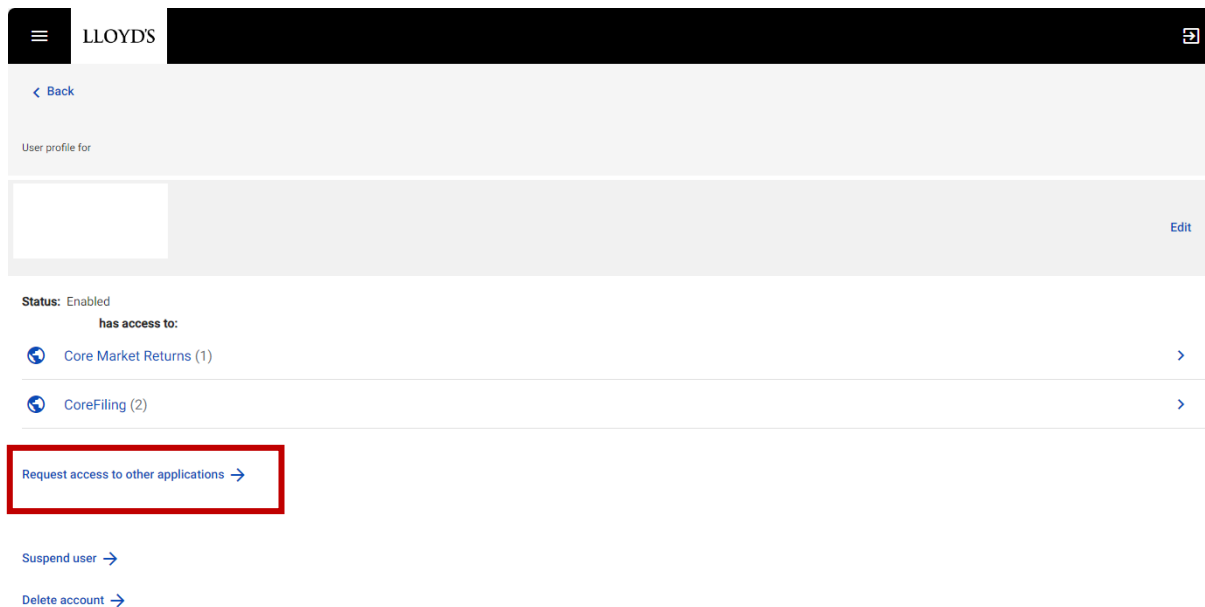 LLOYD'S
Back
User profile for
Edit
Status: Enabled
has access to:
Core Market Returns (1)
CoreFiling (2)
Request access to other applications
Suspend user
Delete account